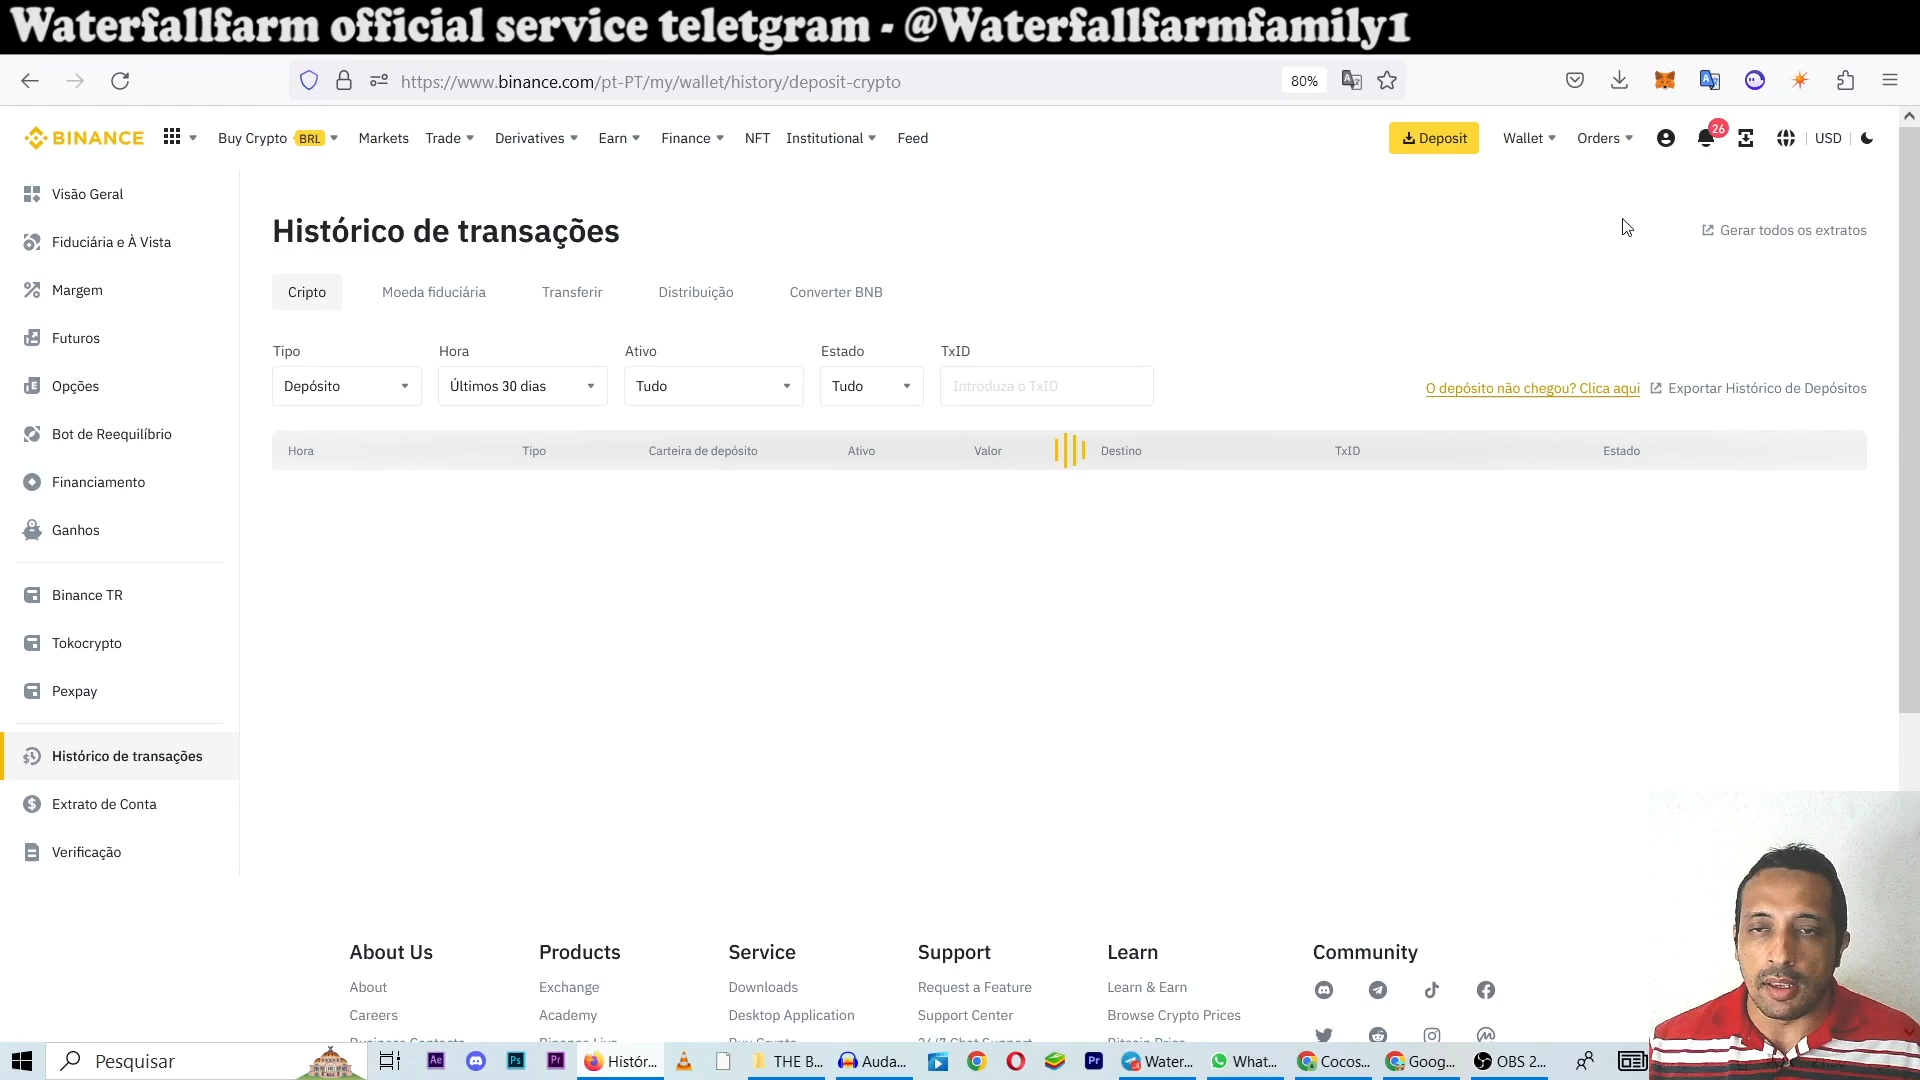 Waterfallfarm official service teletgram - @Waterfallfarmfamily1
https://www.binance.com/pt-PT/my/wallet/history/deposit-crypto
80%
BINANCE
Buy Crypto BRL
Markets
Trade
Derivatives
Earn
Finance
NFT
Institutional
Feed
Deposit
Wallet
Orders
26
USD
Visão Geral
Fiduciária e À Vista
Margem
Futuros
Opções
Bot de Reequilíbrio
Financiamento
Ganhos
Binance TR
Tokocrypto
Pexpay
Histórico de transações
Extrato de Conta
Verificação
Histórico de transações
Gerar todos os extratos
Cripto
Moeda fiduciária
Transferir
Distribuição
Converter BNB
Tipo
Hora
Ativo
Estado
TxID
Depósito
Últimos 30 dias
Tudo
Tudo
Introduza o TxID
O depósito não chegou? Clica aqui
Exportar Histórico de Depósitos
Hora
Tipo
Carteira de depósito
Ativo
Valor
Destino
TxID
Estado
About Us
Products
Service
Support
Learn
Community
About
Exchange
Downloads
Request a Feature
Learn & Earn
Careers
Academy
Desktop Application
Support Center
Browse Crypto Prices
Pesquisar
Ae
Ps
Pr
Histór...
THE B...
Auda...
Pr
Water...
What...
Cocos...
Goog...
OBS 2...